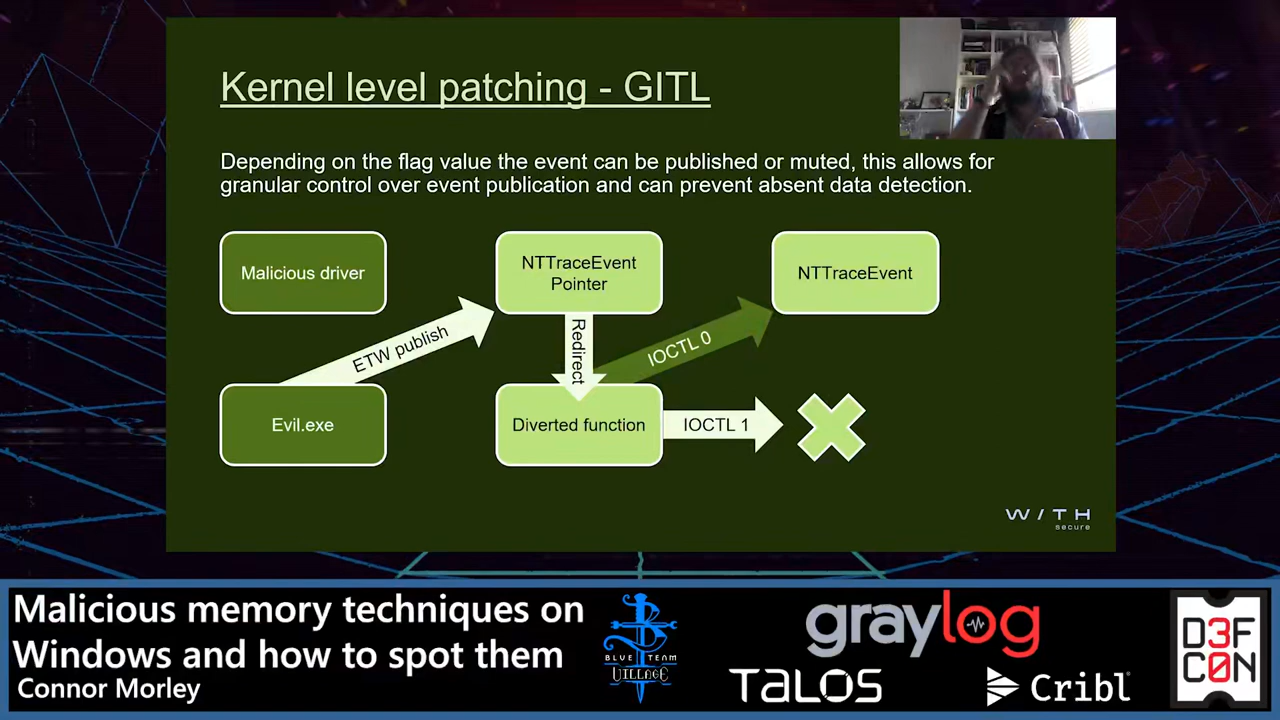 Kernel level patching - GITL
Depending on the flag value the event can be published or muted, this allows for
granular control over event publication and can prevent absent data detection.
Malicious driver
NTTraceEvent
Pointer
NTTraceEvent
ETW publish
Redirect
IOCTL 0
Evil.exe
Diverted function
IOCTL 1
W/TH
secure
Malicious memory techniques on
Windows and how to spot them
Connor Morley
BLUE TEAM
VILLAGE
graylog
TALOS
Cribl
D3F
C0N